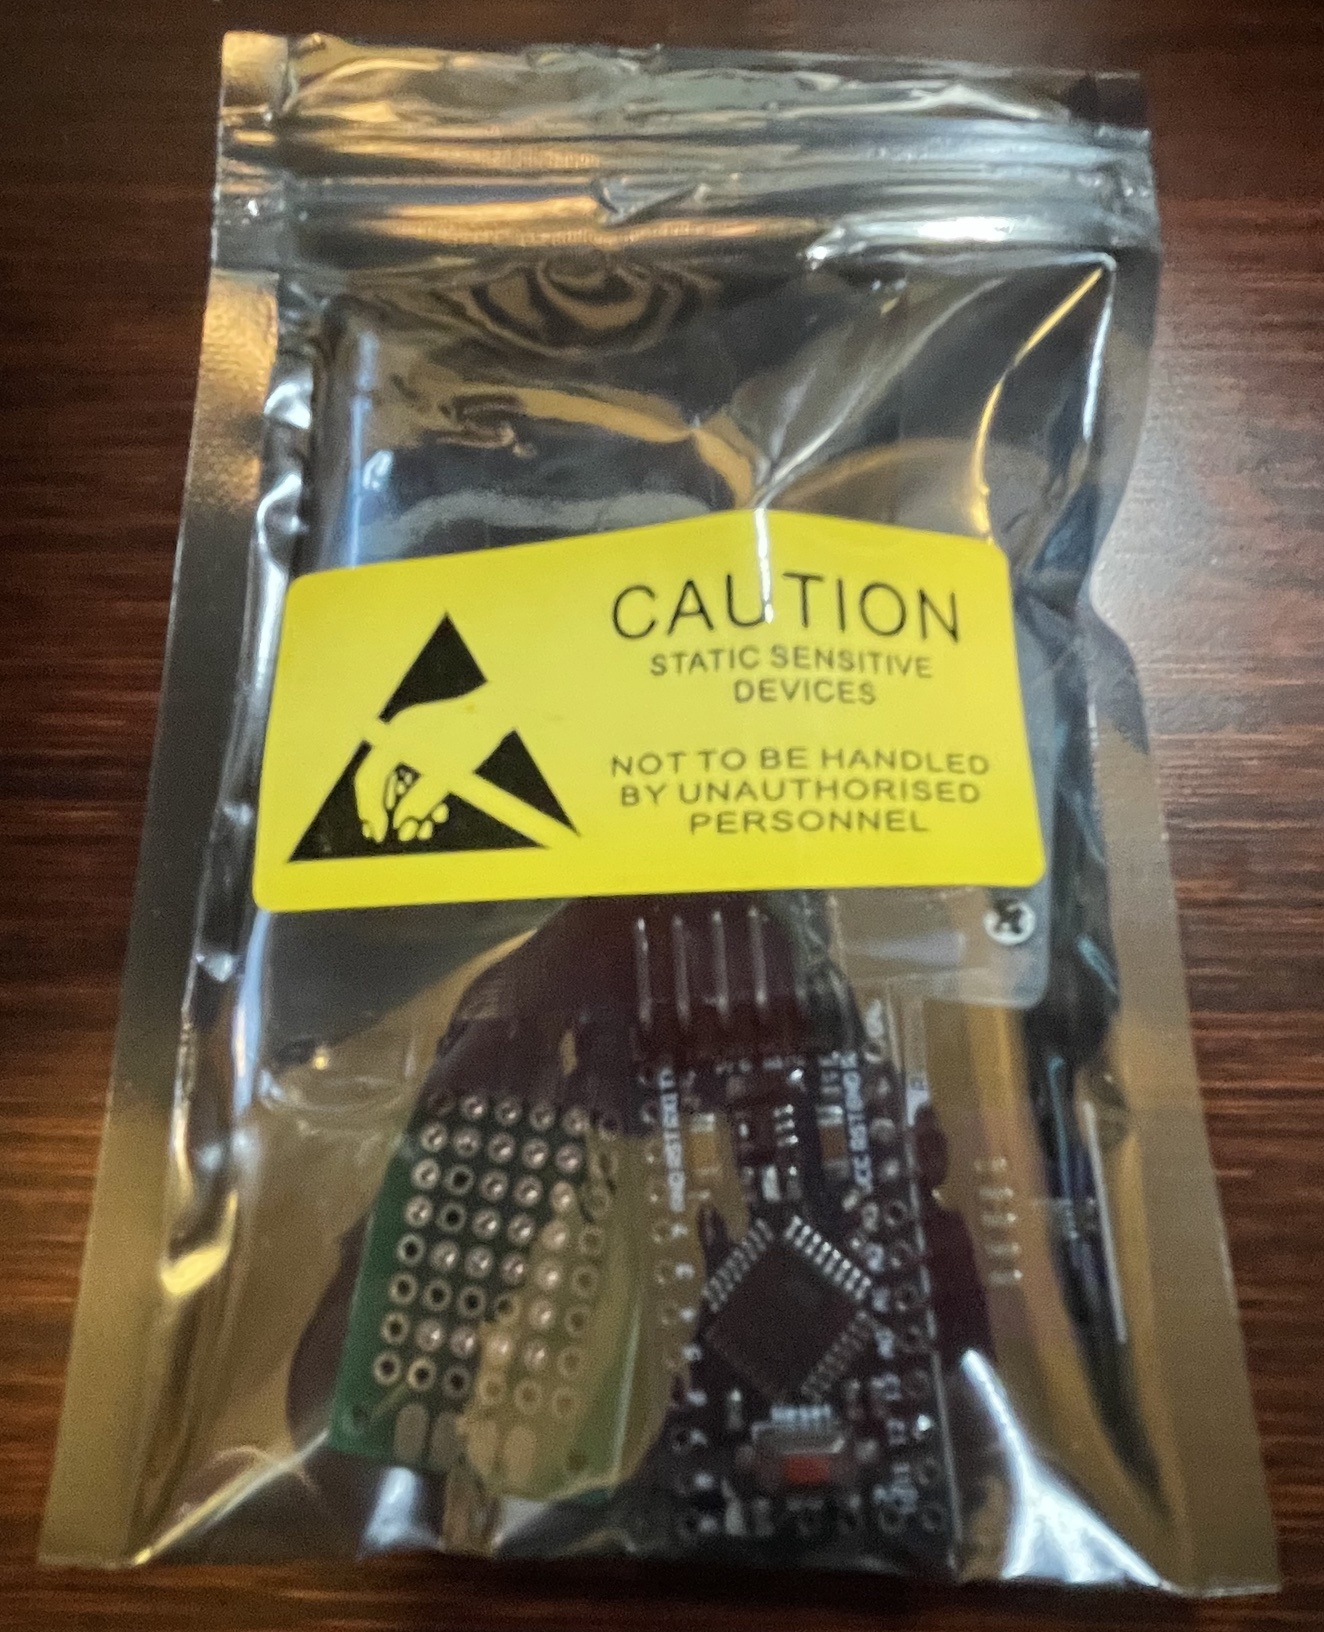 CAUTION
STATIC SENSITIVE
DEVICES
NOT TO BE HANDLED
BY UNAUTHORISED
PERSONNEL